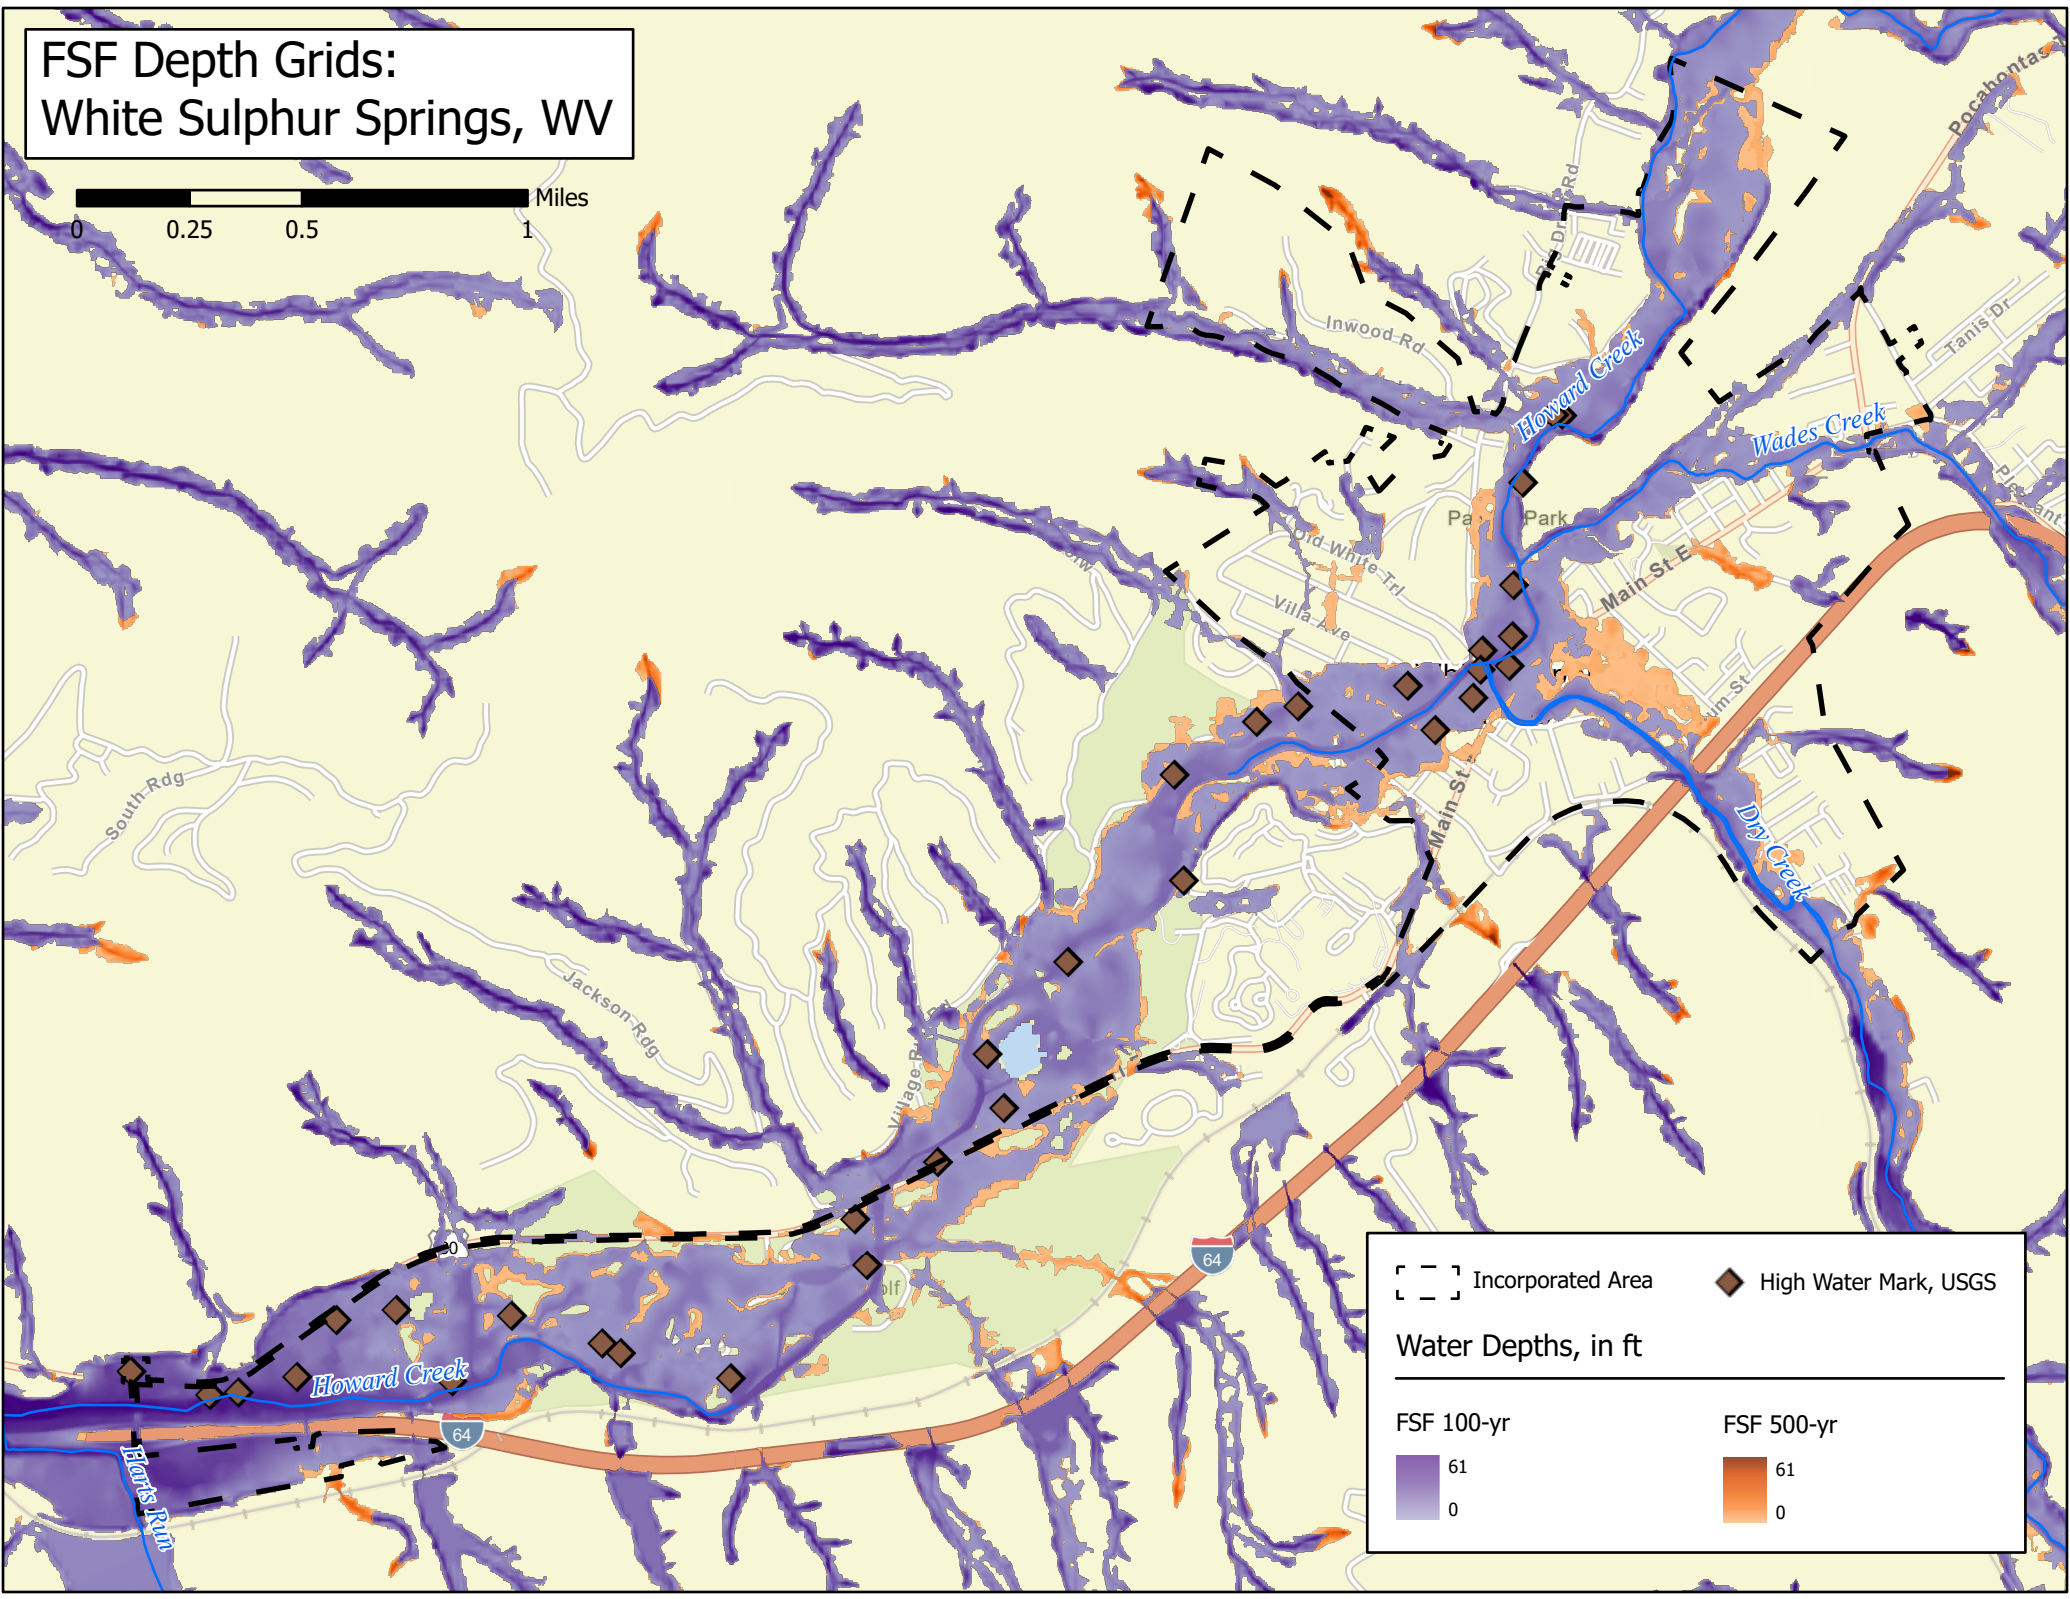 FSF Depth Grids:
White Sulphur Springs, WV
Miles
0 0.25 0.5 1
Pocahontas
Inwood Rd
Howard Creek
Tanis Dr
Wades Creek
Park
Old White Trl
Main St E
Villa Ave
South Rdg
Main St
Dry Creek
Jackson Rdg
Village
64
Howard Creek
64
Harts Run
Incorporated Area
High Water Mark, USGS
Water Depths, in ft
FSF 100-yr
FSF 500-yr
61
0
61
0